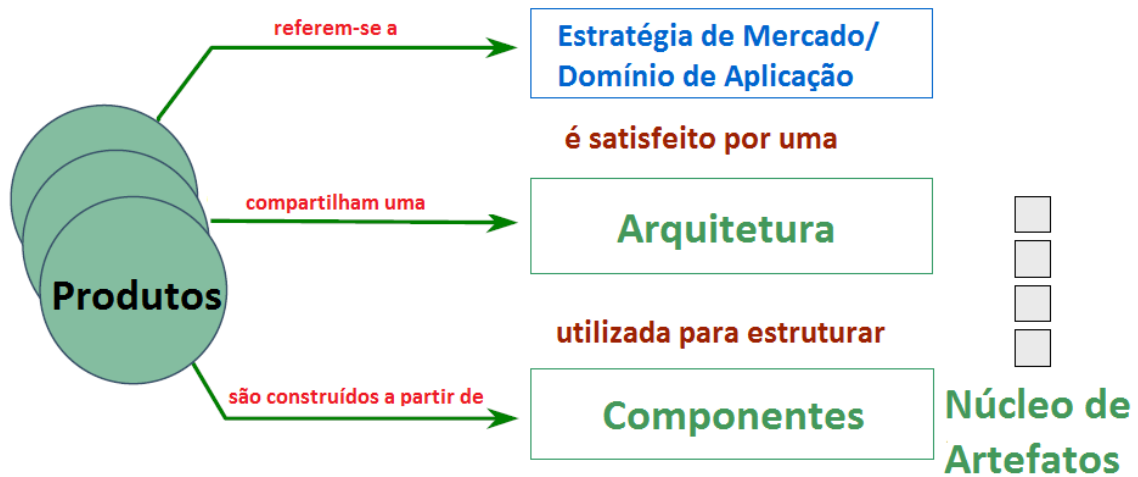 referem-se a
Estratégia de Mercado/
Domínio de Aplicação
é satisfeito por uma
compartilham uma
Arquitetura
Produtos
utilizada para estruturar
são construídos a partir de
Componentes
Núcleo de
Artefatos